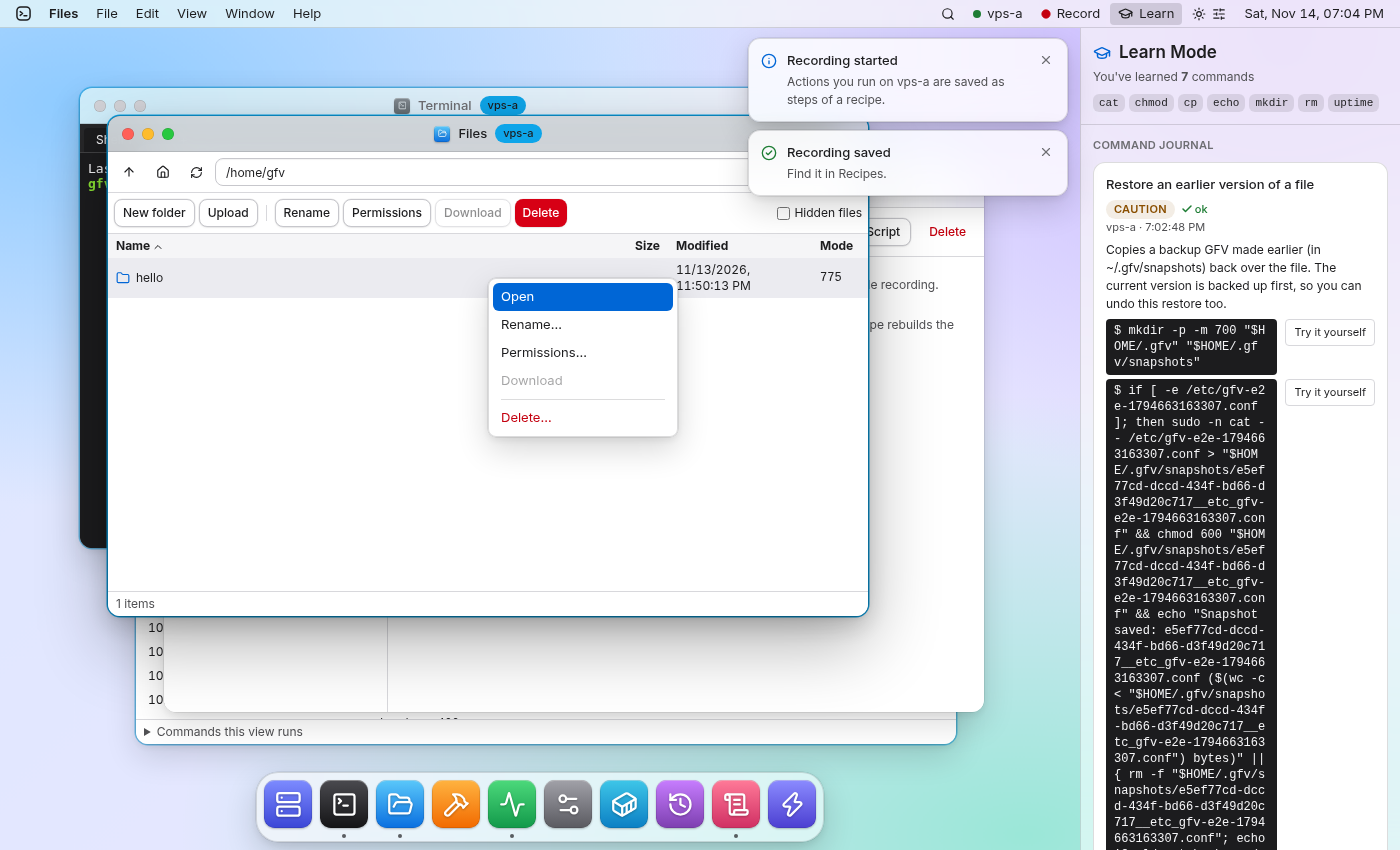 Files File Edit View Window Help
vps-a Record Learn Sat, Nov 14, 07:04 PM
Terminal vps-a
Files vps-a
/home/gfv
New folder Upload Rename Permissions Download Delete Hidden files
Name Size Modified Mode
hello 11/13/2026, 775
11:50:13 PM
Open
Rename...
Permissions...
Download
Delete...
1 items
Script Delete
recording.
rebuilds the
10
10
10
10
Commands this view runs
Recording started
Actions you run on vps-a are saved as
steps of a recipe.
Recording saved
Find it in Recipes.
Learn Mode
You've learned 7 commands
cat chmod cp echo mkdir rm uptime
COMMAND JOURNAL
Restore an earlier version of a file
CAUTION ok
vps-a · 7:02:48 PM
Copies a backup GFV made earlier (in
~/.gfv/snapshots) back over the file. The
current version is backed up first, so you can
undo this restore too.
$ mkdir -p -m 700 "$H
OME/.gfv" "$HOME/.gf
v/snapshots"
Try it yourself
$ if [ -e /etc/gfv-e2
e-1794663163307.conf
]; then sudo -n cat -
- /etc/gfv-e2e-179466
3163307.conf > "$HOM
E/.gfv/snapshots/e5ef
77cd-dccd-434f-bd66-d
3f49d20c717__etc_gfv-
e2e-1794663163307.con
f" && chmod 600 "$HOM
E/.gfv/snapshots/e5ef
77cd-dccd-434f-bd66-d
3f49d20c717__etc_gfv-
e2e-1794663163307.con
f" && echo "Snapshot
saved: e5ef77cd-dccd-
434f-bd66-d3f49d20c71
7__etc_gfv-e2e-179466
3163307.conf ($(wc -c
< "$HOME/.gfv/snapsho
ts/e5ef77cd-dccd-434f
-bd66-d3f49d20c717__e
tc_gfv-e2e-1794663163
307.conf") bytes)" ||
{ rm -f "$HOME/.gfv/s
napshots/e5ef77cd-dcc
d-434f-bd66-d3f49d20c
717__etc_gfv-e2e-1794
663163307.conf"; echo
Try it yourself